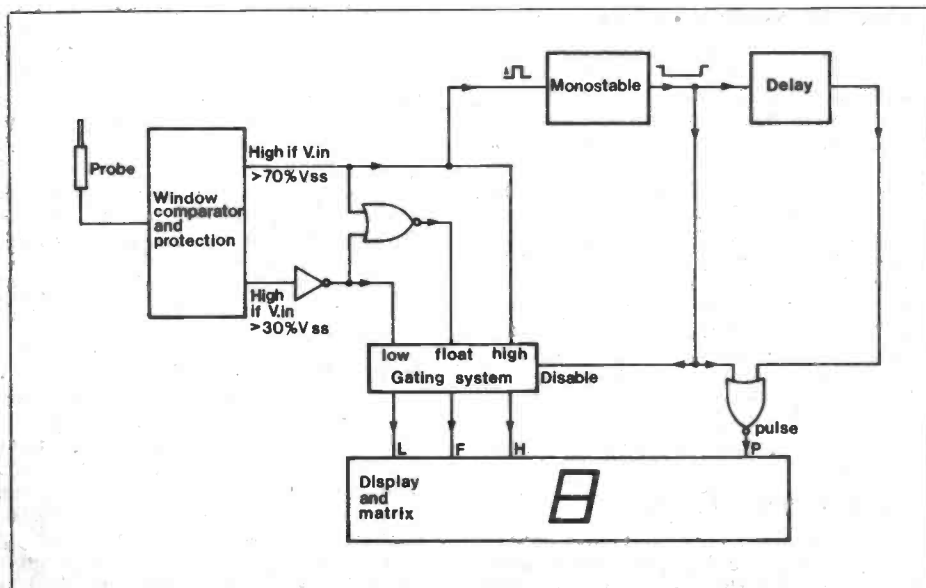 Monostable
Delay
Probe
High if V.in
>70% Vss
Window
comparator
and
protection
High
if V.in
>30% Vss
low float high
Gating system
Disable
pulse
L F H P
Display
and
matrix